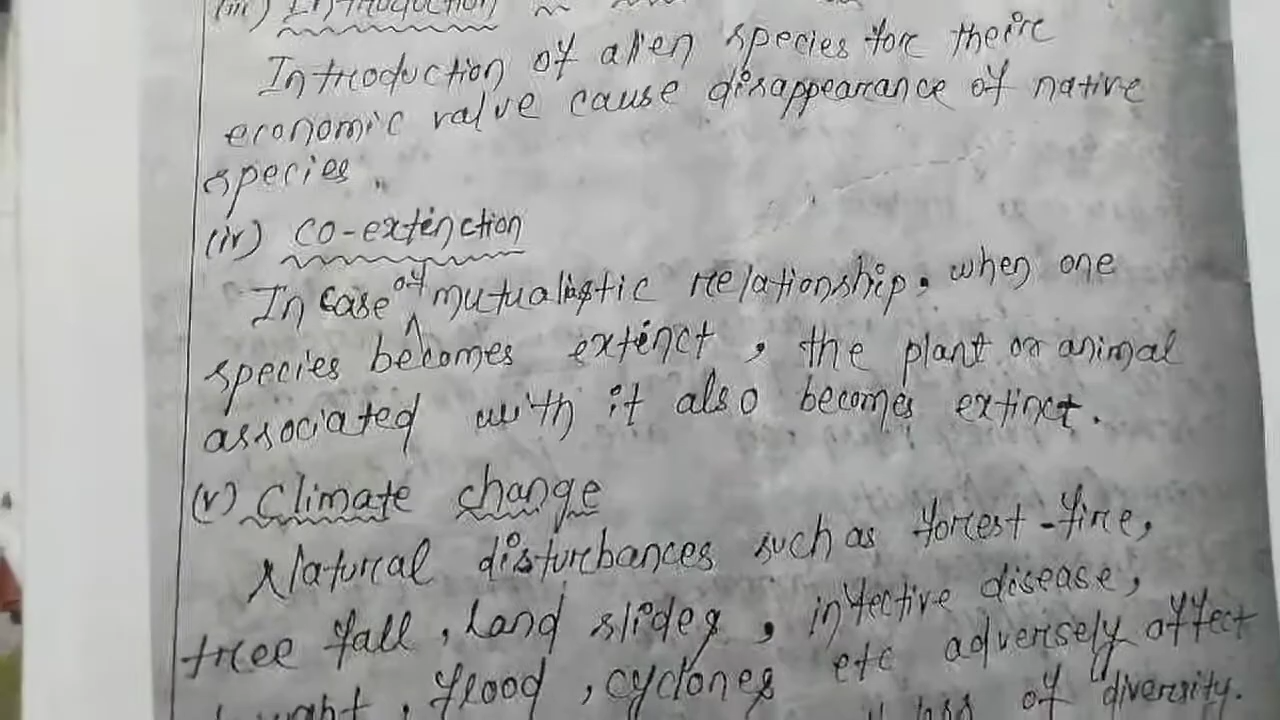 (iii) Introduction
Introduction of alien species for their
economic value cause disappearance of native
species.
(iv) co-extinction
In case of mutualistic relationship, when one
species becomes extinct, the plant or animal
associated with it also becomes extinct.
(v) Climate change
Natural disturbances such as forest-fire,
tree fall, Land slides, infective disease,
flood, cyclones etc adversely affect
loss of diversity.